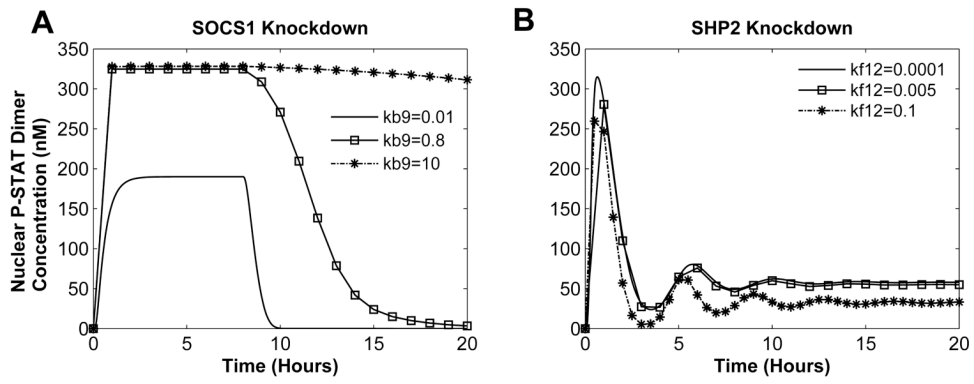 A
SOCS1 Knockdown
Nuclear P-STAT Dimer
Concentration (nM)
350
300
250
200
150
100
50
0
kb9=0.01
kb9=0.8
kb9=10
0 5 10 15 20
Time (Hours)
B
SHP2 Knockdown
350
300
250
200
150
100
50
0
kf12=0.0001
kf12=0.005
kf12=0.1
0 5 10 15 20
Time (Hours)